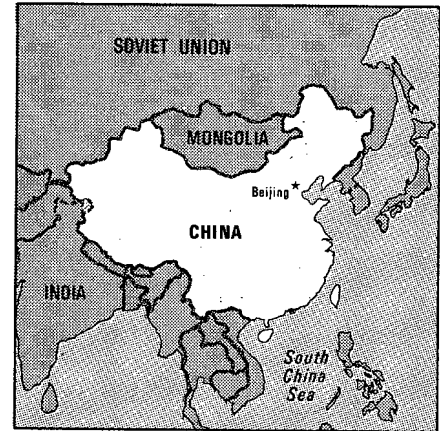 SOVIET UNION
MONGOLIA
Beijing
CHINA
INDIA
South
China
Sea